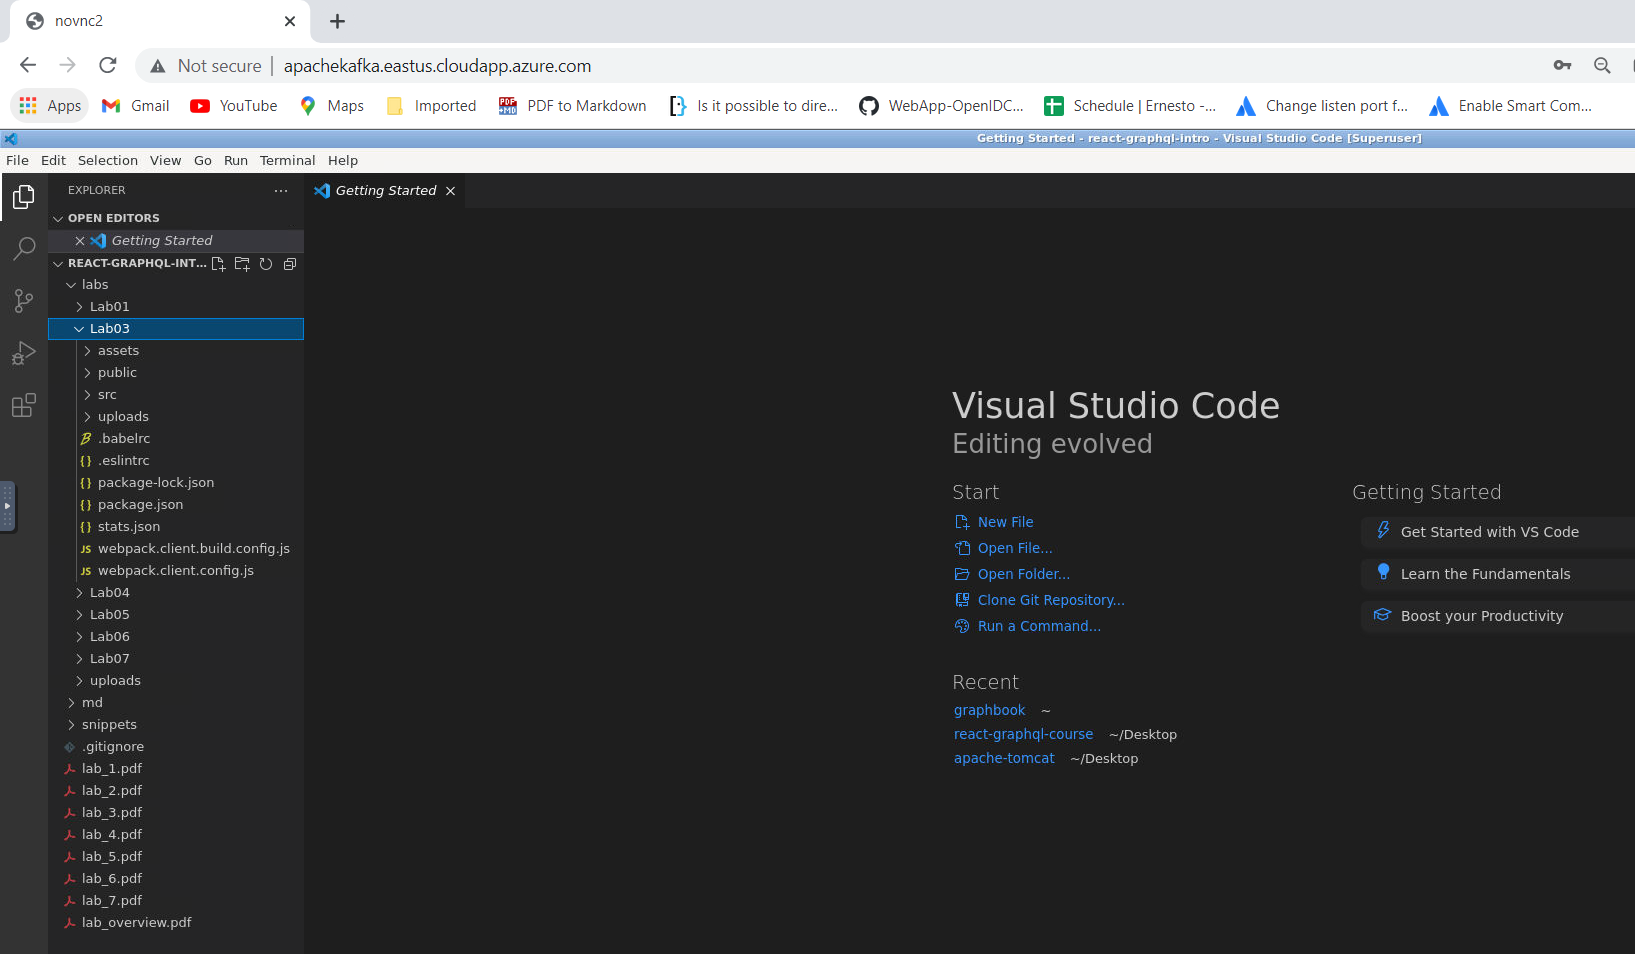 novnc2
Not secure apachekafka.eastus.cloudapp.azure.com
Apps Gmail YouTube Maps Imported PDF to Markdown Is it possible to dire... WebApp-OpenIDC... Schedule | Ernesto -... Change listen port f... Enable Smart Com...
Getting Started - react-graphql-intro - Visual Studio Code [Superuser]
File Edit Selection View Go Run Terminal Help
EXPLORER
Getting Started
OPEN EDITORS
Getting Started
REACT-GRAPHQL-INT...
labs
Lab01
Lab03
assets
public
src
uploads
.babelrc
.eslintrc
package-lock.json
package.json
stats.json
webpack.client.build.config.js
webpack.client.config.js
Lab04
Lab05
Lab06
Lab07
uploads
md
snippets
.gitignore
lab_1.pdf
lab_2.pdf
lab_3.pdf
lab_4.pdf
lab_5.pdf
lab_6.pdf
lab_7.pdf
lab_overview.pdf
Visual Studio Code
Editing evolved
Start
New File
Open File...
Open Folder...
Clone Git Repository...
Run a Command...
Recent
graphbook ~
react-graphql-course ~/Desktop
apache-tomcat ~/Desktop
Getting Started
Get Started with VS Code
Learn the Fundamentals
Boost your Productivity